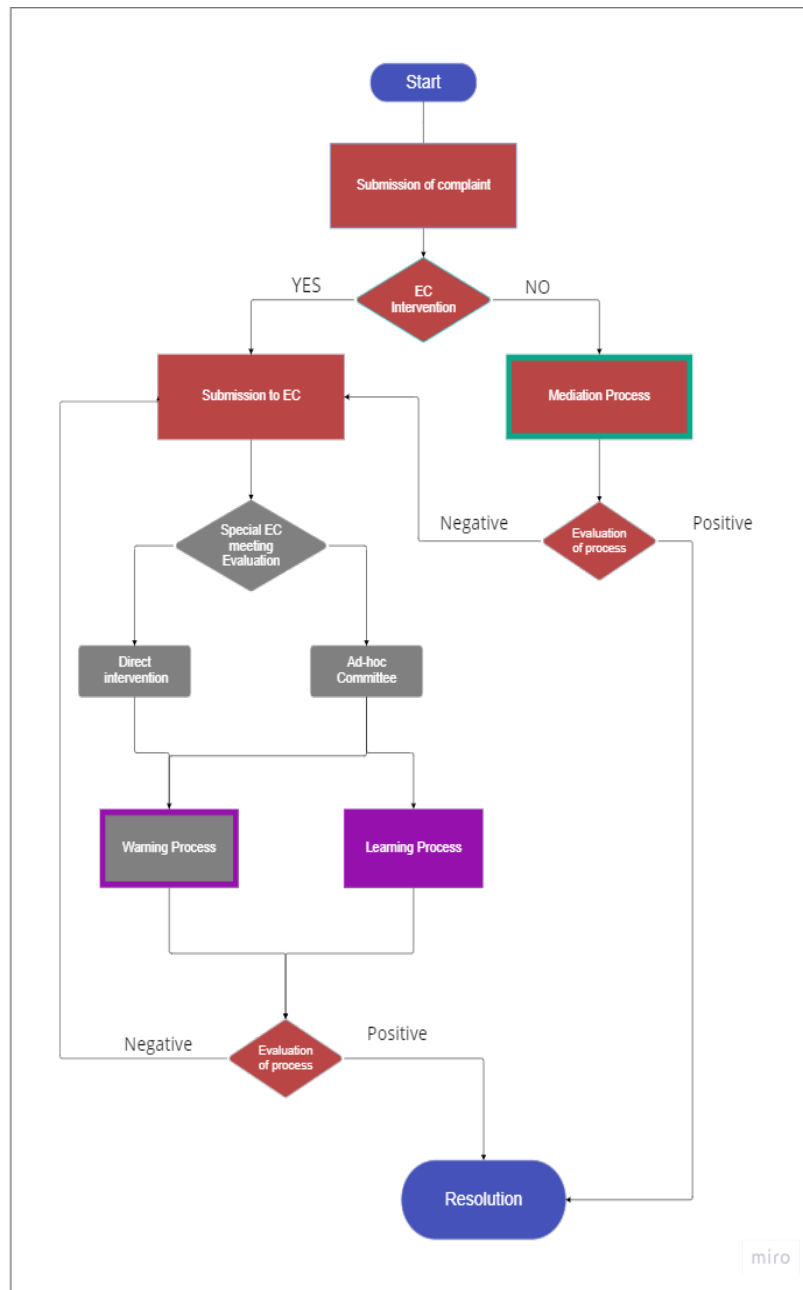 Start
Submission of complaint
EC
Intervention
YES
NO
Submission to EC
Mediation Process
Special EC
meeting
Evaluation
Negative
Evaluation
of process
Positive
Direct
intervention
Ad-hoc
Committee
Warning Process
Learning Process
Negative
Evaluation
of process
Positive
Resolution
miro